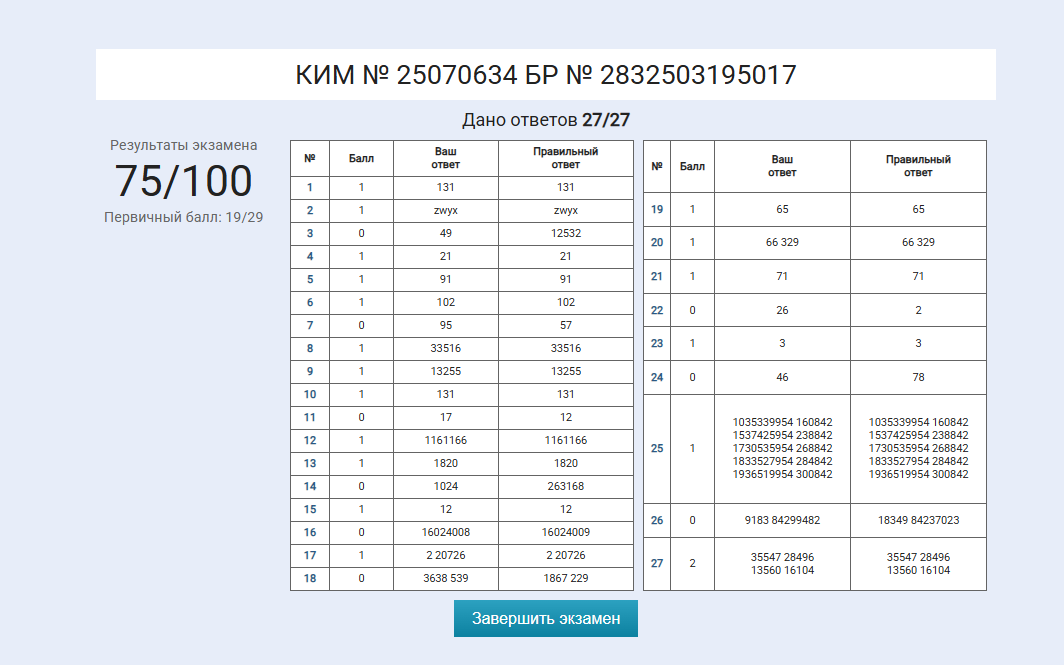 КИМ № 25070634 БР № 2832503195017
Дано ответов 27/27
Результаты экзамена
75/100
Первичный балл: 19/29
№ Балл Ваш ответ Правильный ответ
1 1 131 131
2 1 zwyx zwyx
3 0 49 12532
4 1 21 21
5 1 91 91
6 1 102 102
7 0 95 57
8 1 33516 33516
9 1 13255 13255
10 1 131 131
11 0 17 12
12 1 1161166 1161166
13 1 1820 1820
14 0 1024 263168
15 1 12 12
16 0 16024008 16024009
17 1 2 20726 2 20726
18 0 3638 539 1867 229
№ Балл Ваш ответ Правильный ответ
19 1 65 65
20 1 66 329 66 329
21 1 71 71
22 0 26 2
23 1 3 3
24 0 46 78
1035339954 160842 1035339954 160842
1537425954 238842 1537425954 238842
25 1 1730535954 268842 1730535954 268842
1833527954 284842 1833527954 284842
1936519954 300842 1936519954 300842
26 0 9183 84299482 18349 84237023
27 2 35547 28496 35547 28496
13560 16104 13560 16104
Завершить экзамен